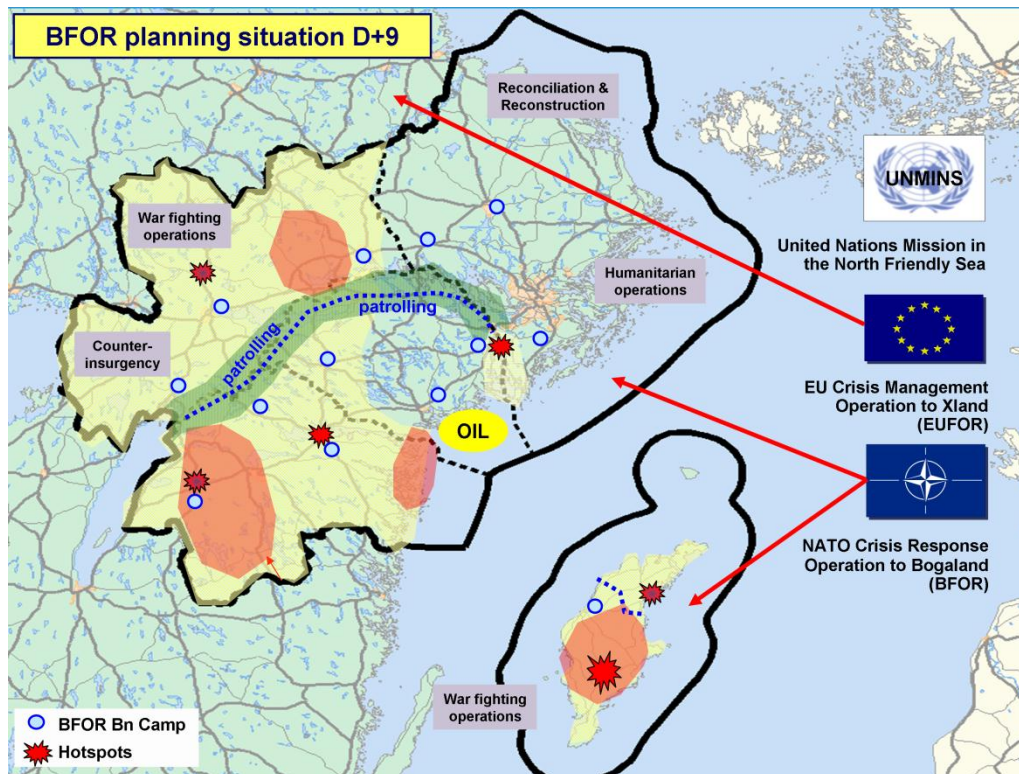 BFOR planning situation D+9
Reconciliation &
Reconstruction
UNMINS
War fighting
operations
United Nations Mission in
the North Friendly Sea
Humanitarian
operations
patrolling
patrolling
Counter-
insurgency
EU Crisis Management
Operation to Xland
(EUFOR)
OIL
NATO Crisis Response
Operation to Bogaland
(BFOR)
War fighting
operations
BFOR Bn Camp
Hotspots